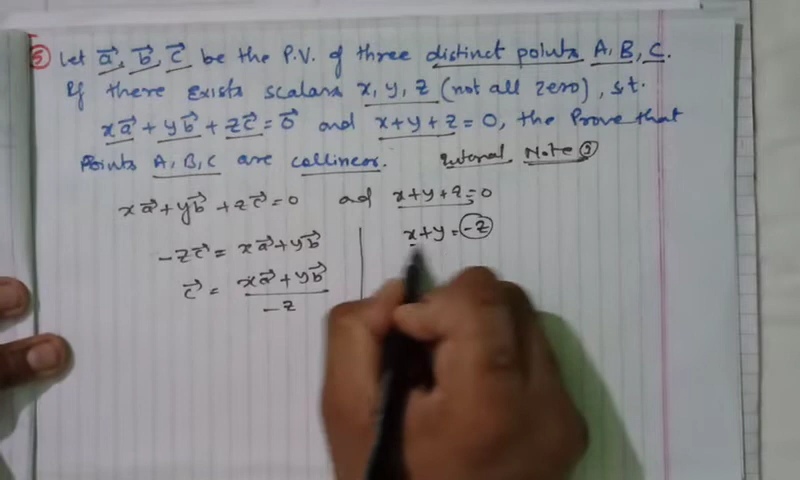 ⑤ Let a⃗, b⃗, c⃗ be the P.V. of three distinct points A, B, C.
If there exists scalars x, y, z (not all zero), s.t.
xa⃗ + yb⃗ + zc⃗ = 0⃗ and x+y+z=0, the Prove that
Points A, B, C are collinear. Note ③
xa⃗ + yb⃗ + zc⃗ = 0 ad x+y+z=0
-zc⃗ = xa⃗ + yb⃗
x+y = -z
c⃗ = xa⃗ + yb⃗
-z